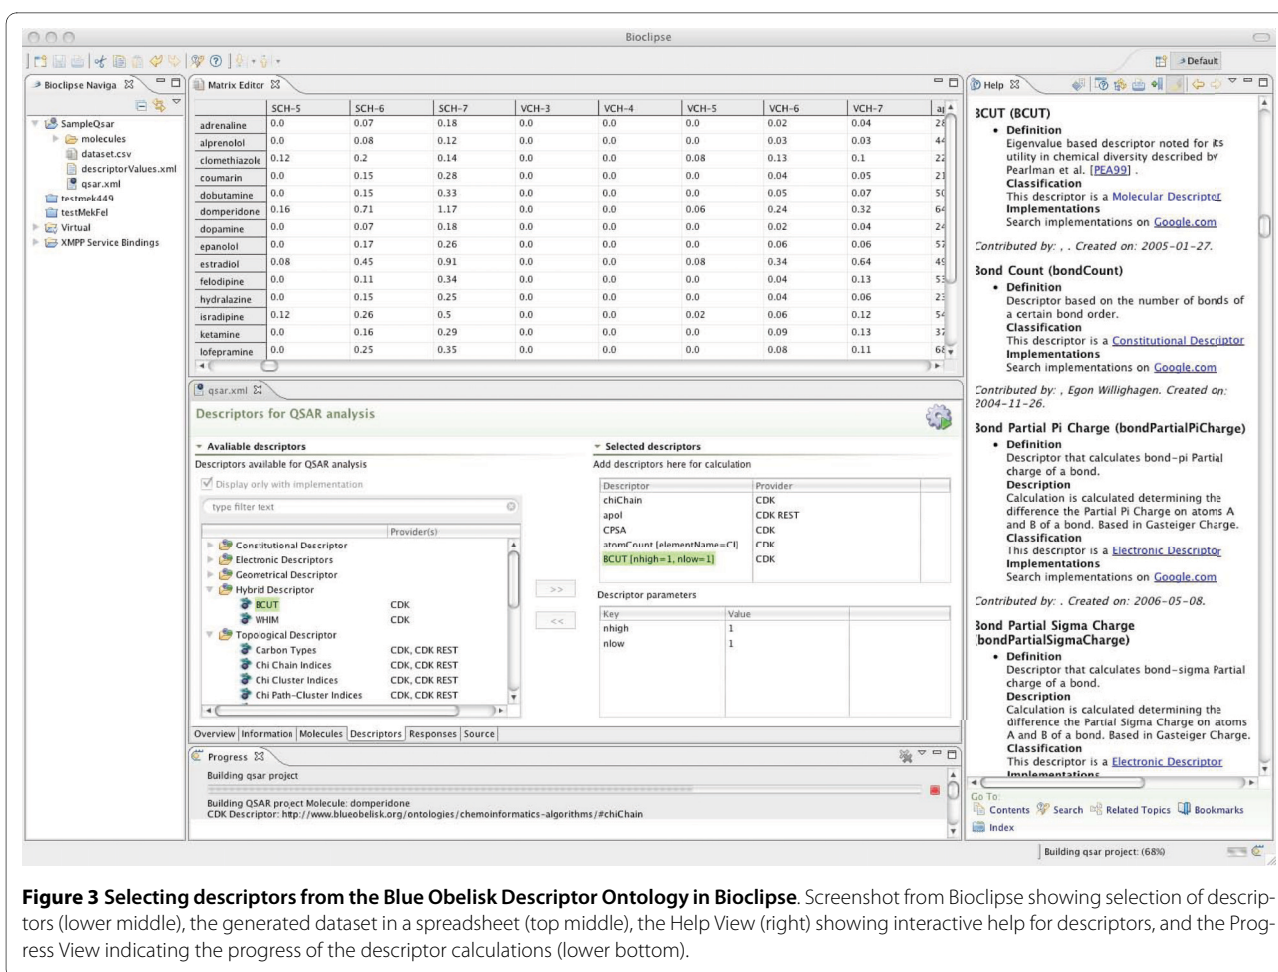 Bioclipse
Default
Bioclipse Naviga
SampleQsar
molecules
dataset.csv
descriptorValues.xml
qsar.xml
testmek449
testMekFel
Virtual
XMPP Service Bindings
Matrix Editor
SCH-5 SCH-6 SCH-7 VCH-3 VCH-4 VCH-5 VCH-6 VCH-7
adrenaline 0.0 0.07 0.18 0.0 0.0 0.0 0.02 0.04 28
alprenolol 0.0 0.08 0.12 0.0 0.0 0.0 0.03 0.03 44
clomethiazole 0.12 0.2 0.14 0.0 0.0 0.08 0.13 0.1 22
coumarin 0.0 0.15 0.28 0.0 0.0 0.0 0.04 0.05 21
dobutamine 0.0 0.15 0.33 0.0 0.0 0.0 0.05 0.07 50
domperidone 0.16 0.71 1.17 0.0 0.0 0.06 0.24 0.32 64
dopamine 0.0 0.07 0.18 0.0 0.0 0.0 0.02 0.04 24
epanolol 0.0 0.17 0.26 0.0 0.0 0.0 0.06 0.06 57
estradiol 0.08 0.45 0.91 0.0 0.0 0.08 0.34 0.64 49
felodipine 0.0 0.11 0.34 0.0 0.0 0.0 0.04 0.13 53
hydralazine 0.0 0.15 0.25 0.0 0.0 0.0 0.04 0.06 23
isradipine 0.12 0.26 0.5 0.0 0.0 0.02 0.06 0.12 54
ketamine 0.0 0.16 0.29 0.0 0.0 0.0 0.09 0.13 37
lofepramine 0.0 0.25 0.35 0.0 0.0 0.0 0.08 0.11 68
qsar.xml
Descriptors for QSAR analysis
Avaliable descriptors
Descriptors available for QSAR analysis
Display only with implementation
type filter text
Provider(s)
Constitutional Descriptor
Electronic Descriptors
Geometrical Descriptor
Hybrid Descriptor
BCUT CDK
WHIM CDK
Topological Descriptor
Carbon Types CDK, CDK REST
Chi Chain Indices CDK, CDK REST
Chi Cluster Indices CDK, CDK REST
Chi Path-Cluster Indices CDK, CDK REST
>>
<<
Selected descriptors
Add descriptors here for calculation
Descriptor Provider
chiChain CDK
apol CDK REST
CPSA CDK
atomCount [elementName=Cl] CDK
BCUT [nhigh=1, nlow=1] CDK
Descriptor parameters
Key Value
nhigh 1
nlow 1
Overview Information Molecules Descriptors Responses Source
Progress
Building qsar project
Building QSAR project Molecule: domperidone
CDK Descriptor: http://www.blueobelisk.org/ontologies/chemoinformatics-algorithms/#chiChain
Help
BCUT (BCUT)
• Definition
Eigenvalue based descriptor noted for its
utility in chemical diversity described by
Pearlman et al. [PEA99] .
Classification
This descriptor is a Molecular Descriptor
Implementations
Search implementations on Google.com
Contributed by: , . Created on: 2005-01-27.
Bond Count (bondCount)
• Definition
Descriptor based on the number of bonds of
a certain bond order.
Classification
This descriptor is a Constitutional Descriptor
Implementations
Search implementations on Google.com
Contributed by: , Egon Willighagen. Created on:
2004-11-26.
Bond Partial Pi Charge (bondPartialPiCharge)
• Definition
Descriptor that calculates bond-pi Partial
charge of a bond.
Description
Calculation is calculated determining the
difference the Partial Pi Charge on atoms A
and B of a bond. Based in Gasteiger Charge.
Classification
This descriptor is a Electronic Descriptor
Implementations
Search implementations on Google.com
Contributed by: . Created on: 2006-05-08.
Bond Partial Sigma Charge
(bondPartialSigmaCharge)
• Definition
Descriptor that calculates bond-sigma Partial
charge of a bond.
Description
Calculation is calculated determining the
difference the Partial Sigma Charge on atoms
A and B of a bond. Based in Gasteiger Charge.
Classification
This descriptor is a Electronic Descriptor
Implementations
Go To:
Contents Search Related Topics Bookmarks
Index
Building qsar project: (68%)
Figure 3 Selecting descriptors from the Blue Obelisk Descriptor Ontology in Bioclipse. Screenshot from Bioclipse showing selection of descrip-
tors (lower middle), the generated dataset in a spreadsheet (top middle), the Help View (right) showing interactive help for descriptors, and the Prog-
ress View indicating the progress of the descriptor calculations (lower bottom).